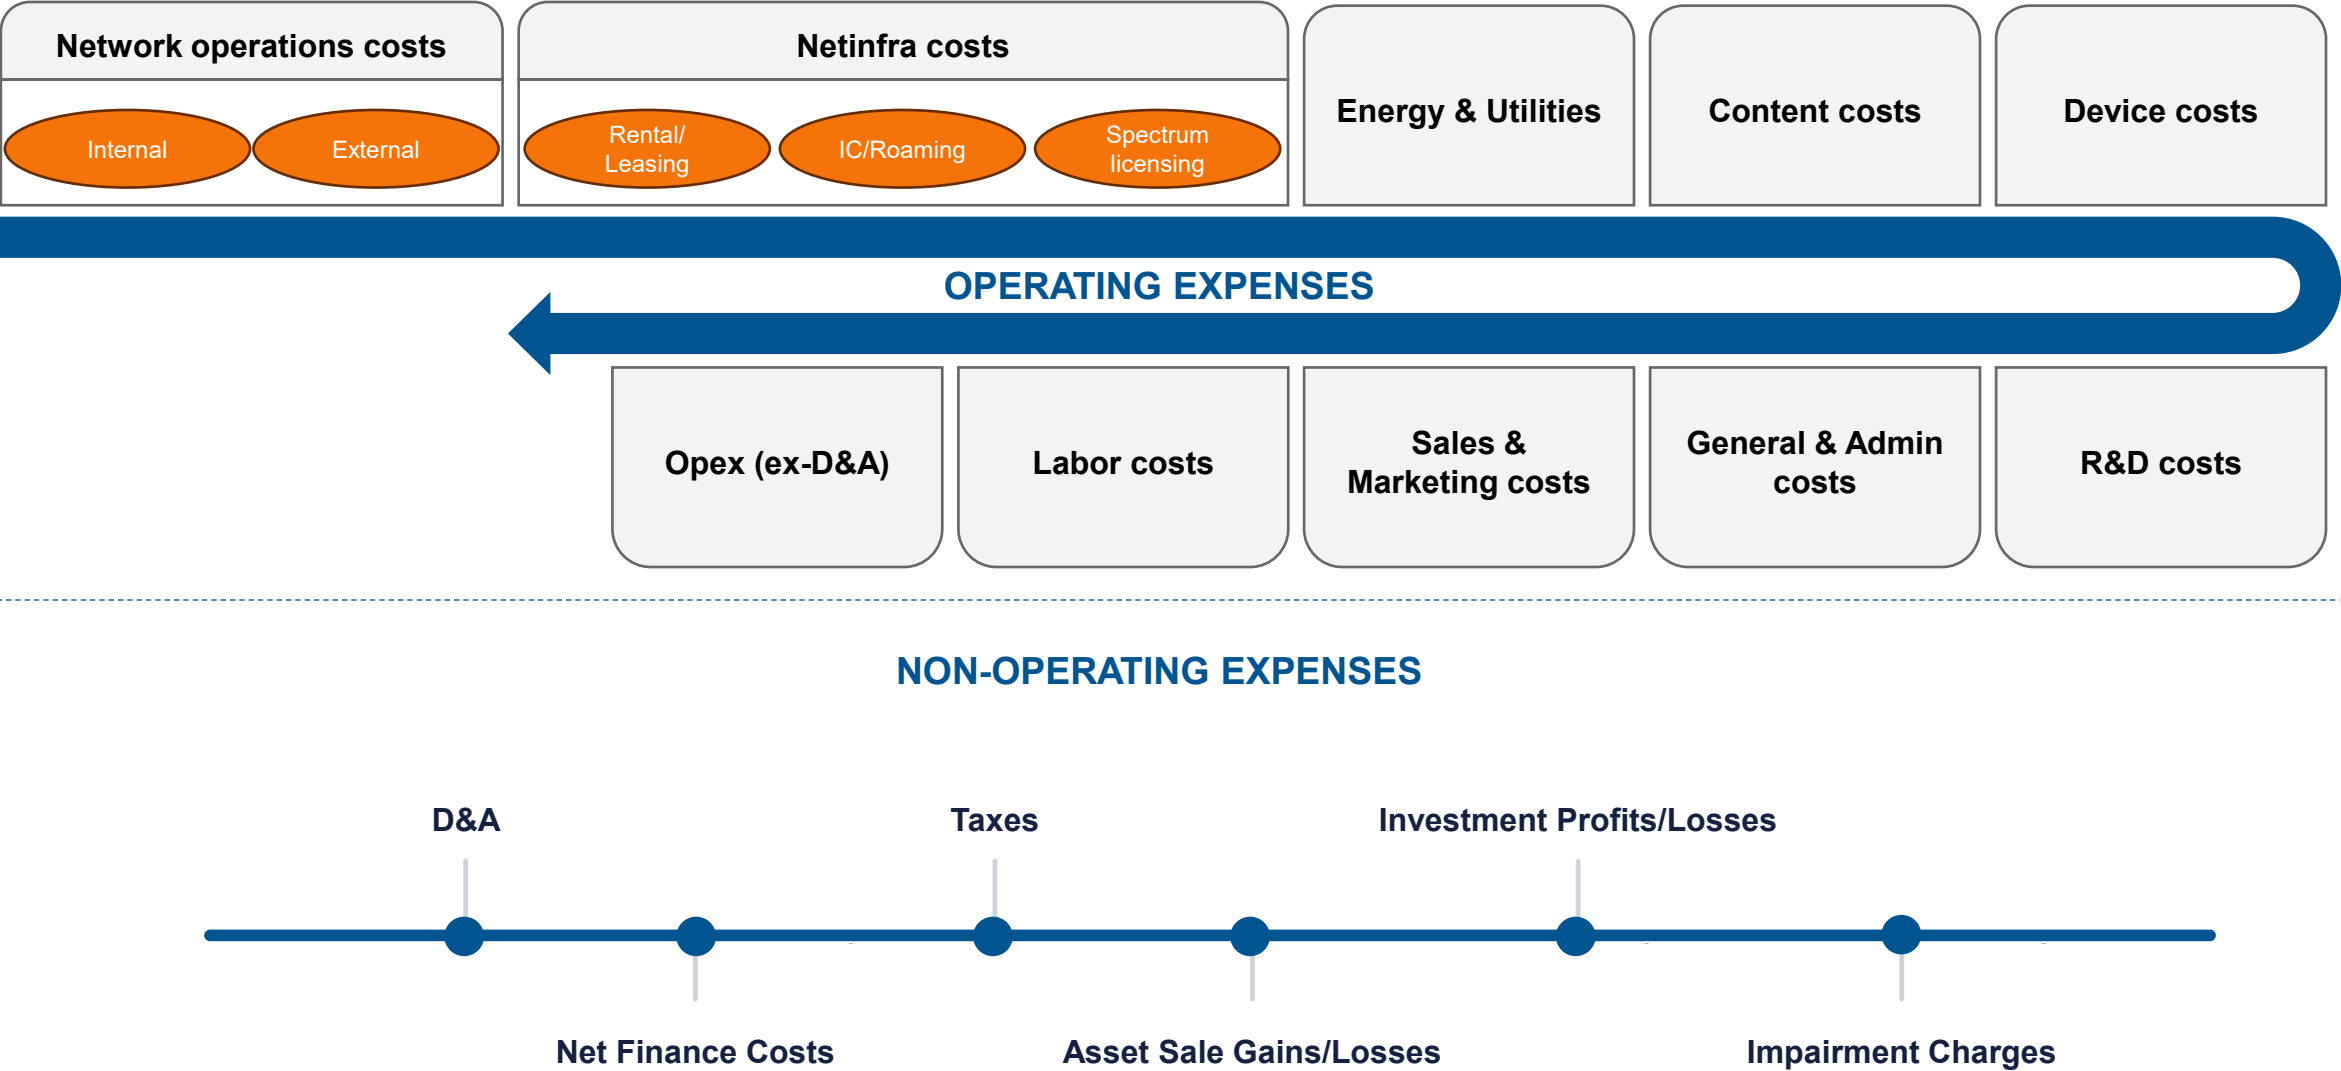 Network operations costs
Netinfra costs
Energy & Utilities
Content costs
Device costs
Internal
External
Rental/
Leasing
IC/Roaming
Spectrum
licensing
OPERATING EXPENSES
Opex (ex-D&A)
Labor costs
Sales &
Marketing costs
General & Admin
costs
R&D costs
NON-OPERATING EXPENSES
D&A
Taxes
Investment Profits/Losses
Net Finance Costs
Asset Sale Gains/Losses
Impairment Charges